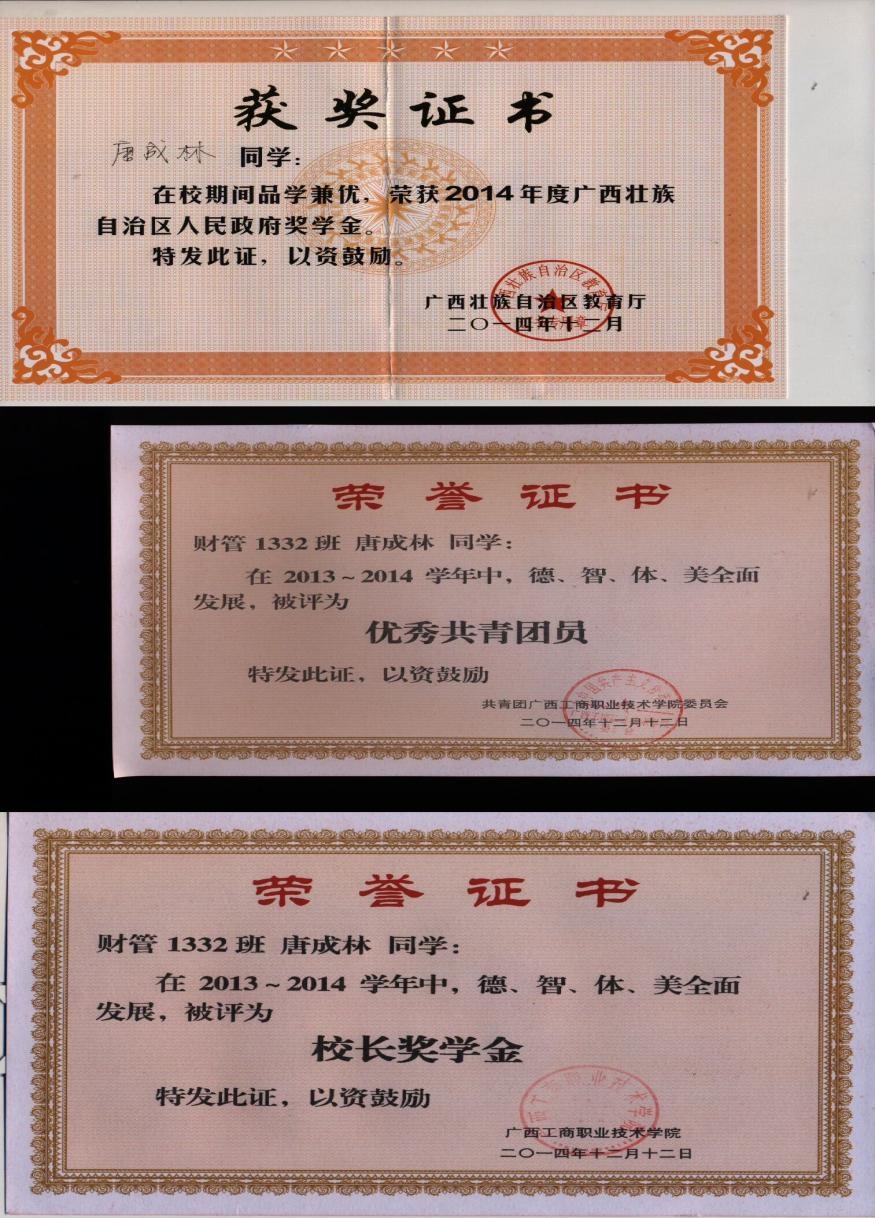 获奖证书
唐成林 同学：
在校期间品学兼优，荣获2014年度广西壮族
自治区人民政府奖学金。
特发此证，以资鼓励。
广西壮族自治区教育厅
二〇一四年十二月
荣誉证书
财管1332班 唐成林 同学：
在 2013～2014 学年中，德、智、体、美全面
发展，被评为
优秀共青团员
特发此证，以资鼓励
共青团广西工商职业技术学院委员会
二〇一四年十二月十二日
荣誉证书
财管1332班 唐成林 同学：
在 2013～2014 学年中，德、智、体、美全面
发展，被评为
校长奖学金
特发此证，以资鼓励
广西工商职业技术学院
二〇一四年十二月十二日